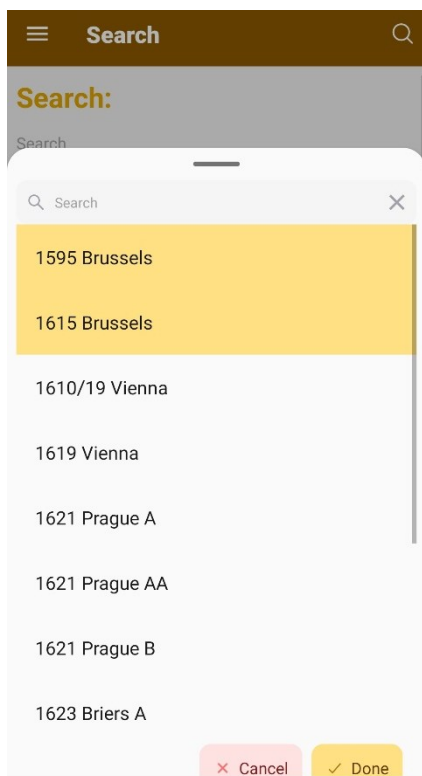 Search
Search:
Search
Search
1595 Brussels
1615 Brussels
1610/19 Vienna
1619 Vienna
1621 Prague A
1621 Prague AA
1621 Prague B
1623 Briers A
Cancel
Done